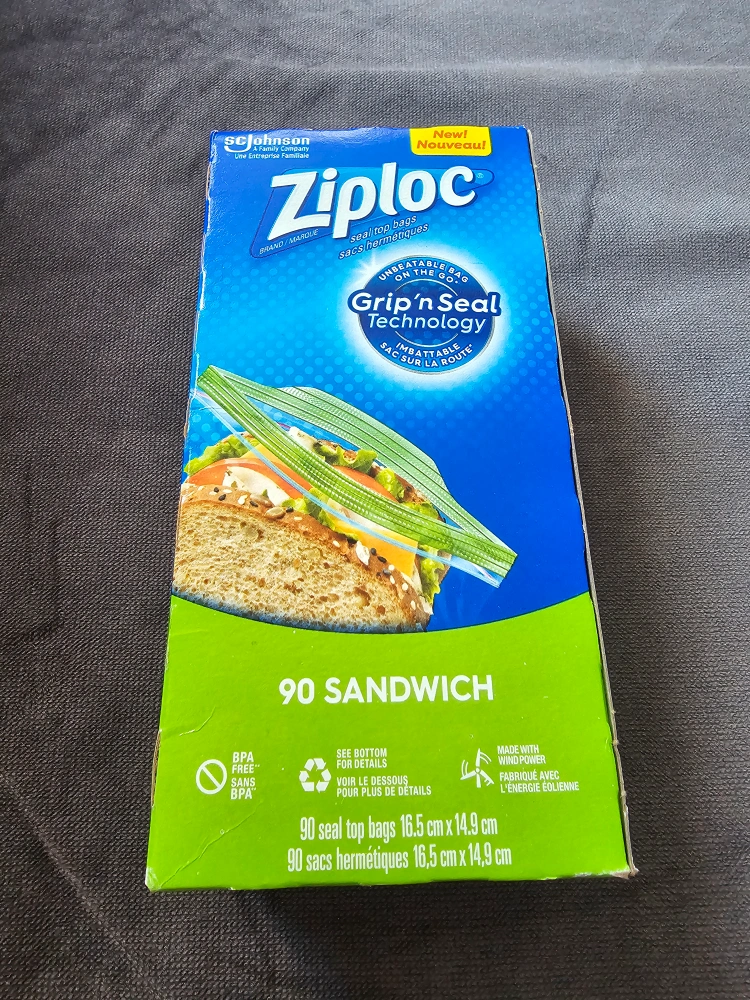 scJohnson
A Family Company
Une Entreprise Familiale
New!
Nouveau!
Ziploc®
BRAND / MARQUE
seal top bags
sacs hermétiques
UNBEATABLE BAG
ON THE GO*
Grip'n Seal
Technology
IMBATTABLE
SAC SUR LA ROUTE*
90 SANDWICH
BPA
FREE**
SANS
BPA**
SEE BOTTOM
FOR DETAILS
VOIR LE DESSOUS
POUR PLUS DE DÉTAILS
MADE WITH
WIND POWER
FABRIQUÉ AVEC
L'ÉNERGIE ÉOLIENNE
90 seal top bags 16.5 cm x 14.9 cm
90 sacs hermétiques 16,5 cm x 14,9 cm